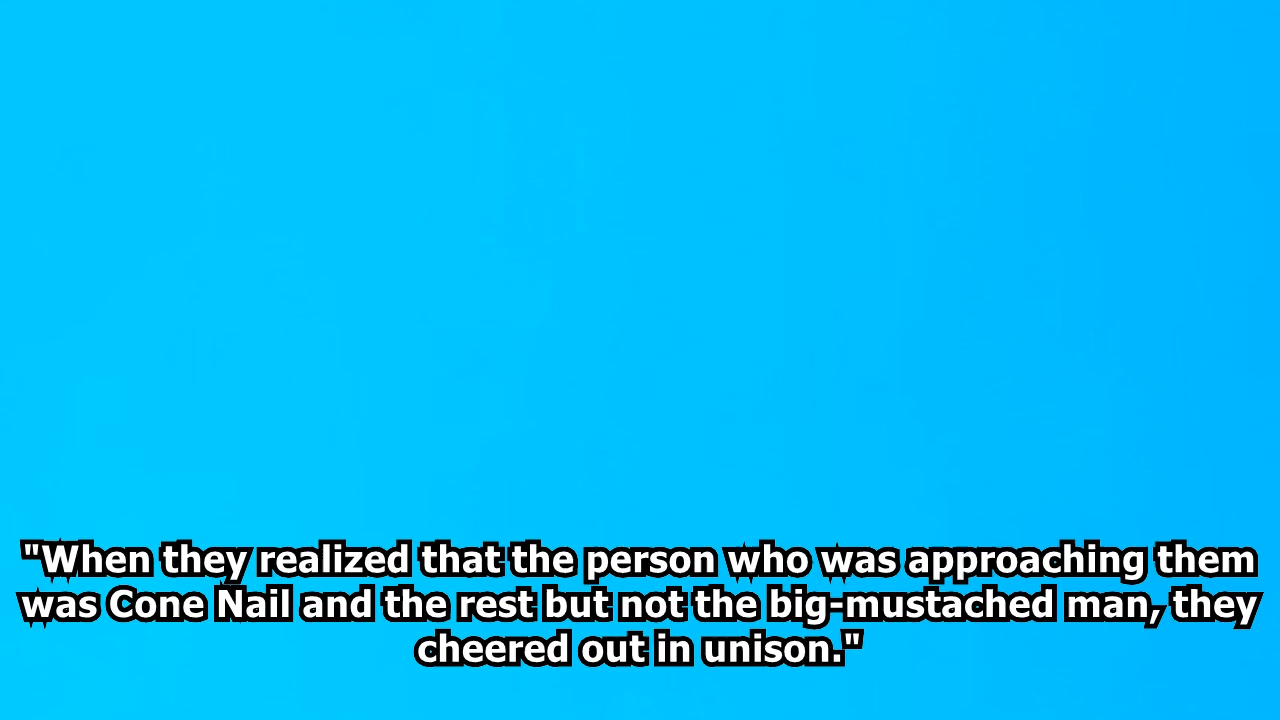 "When they realized that the person who was approaching them
was Cone Nail and the rest but not the big-mustached man, they
cheered out in unison."